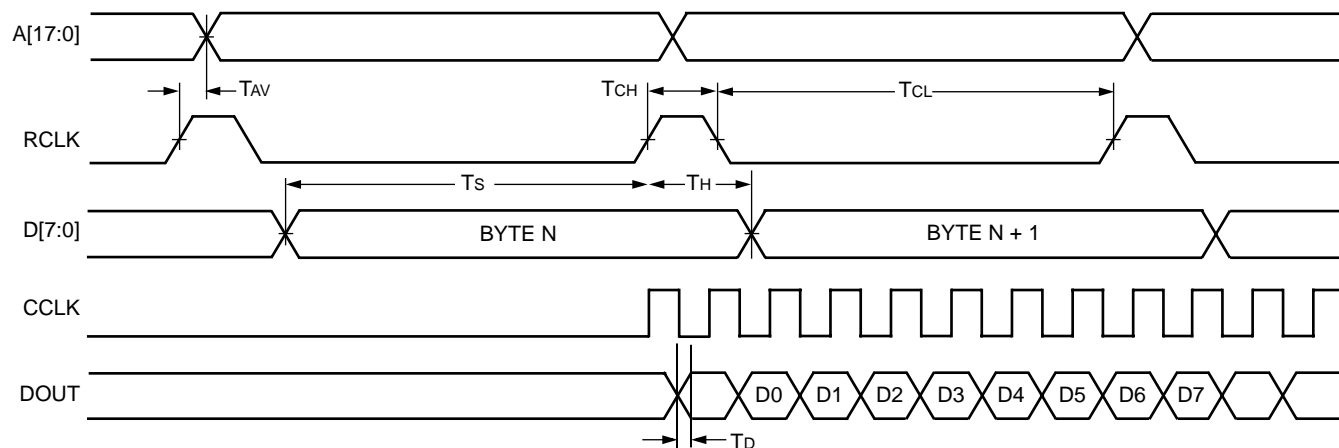 A[17:0]
TAV
TCH
TCL
RCLK
TS
TH
D[7:0]
BYTE N
BYTE N + 1
CCLK
DOUT
D0
D1
D2
D3
D4
D5
D6
D7
TD